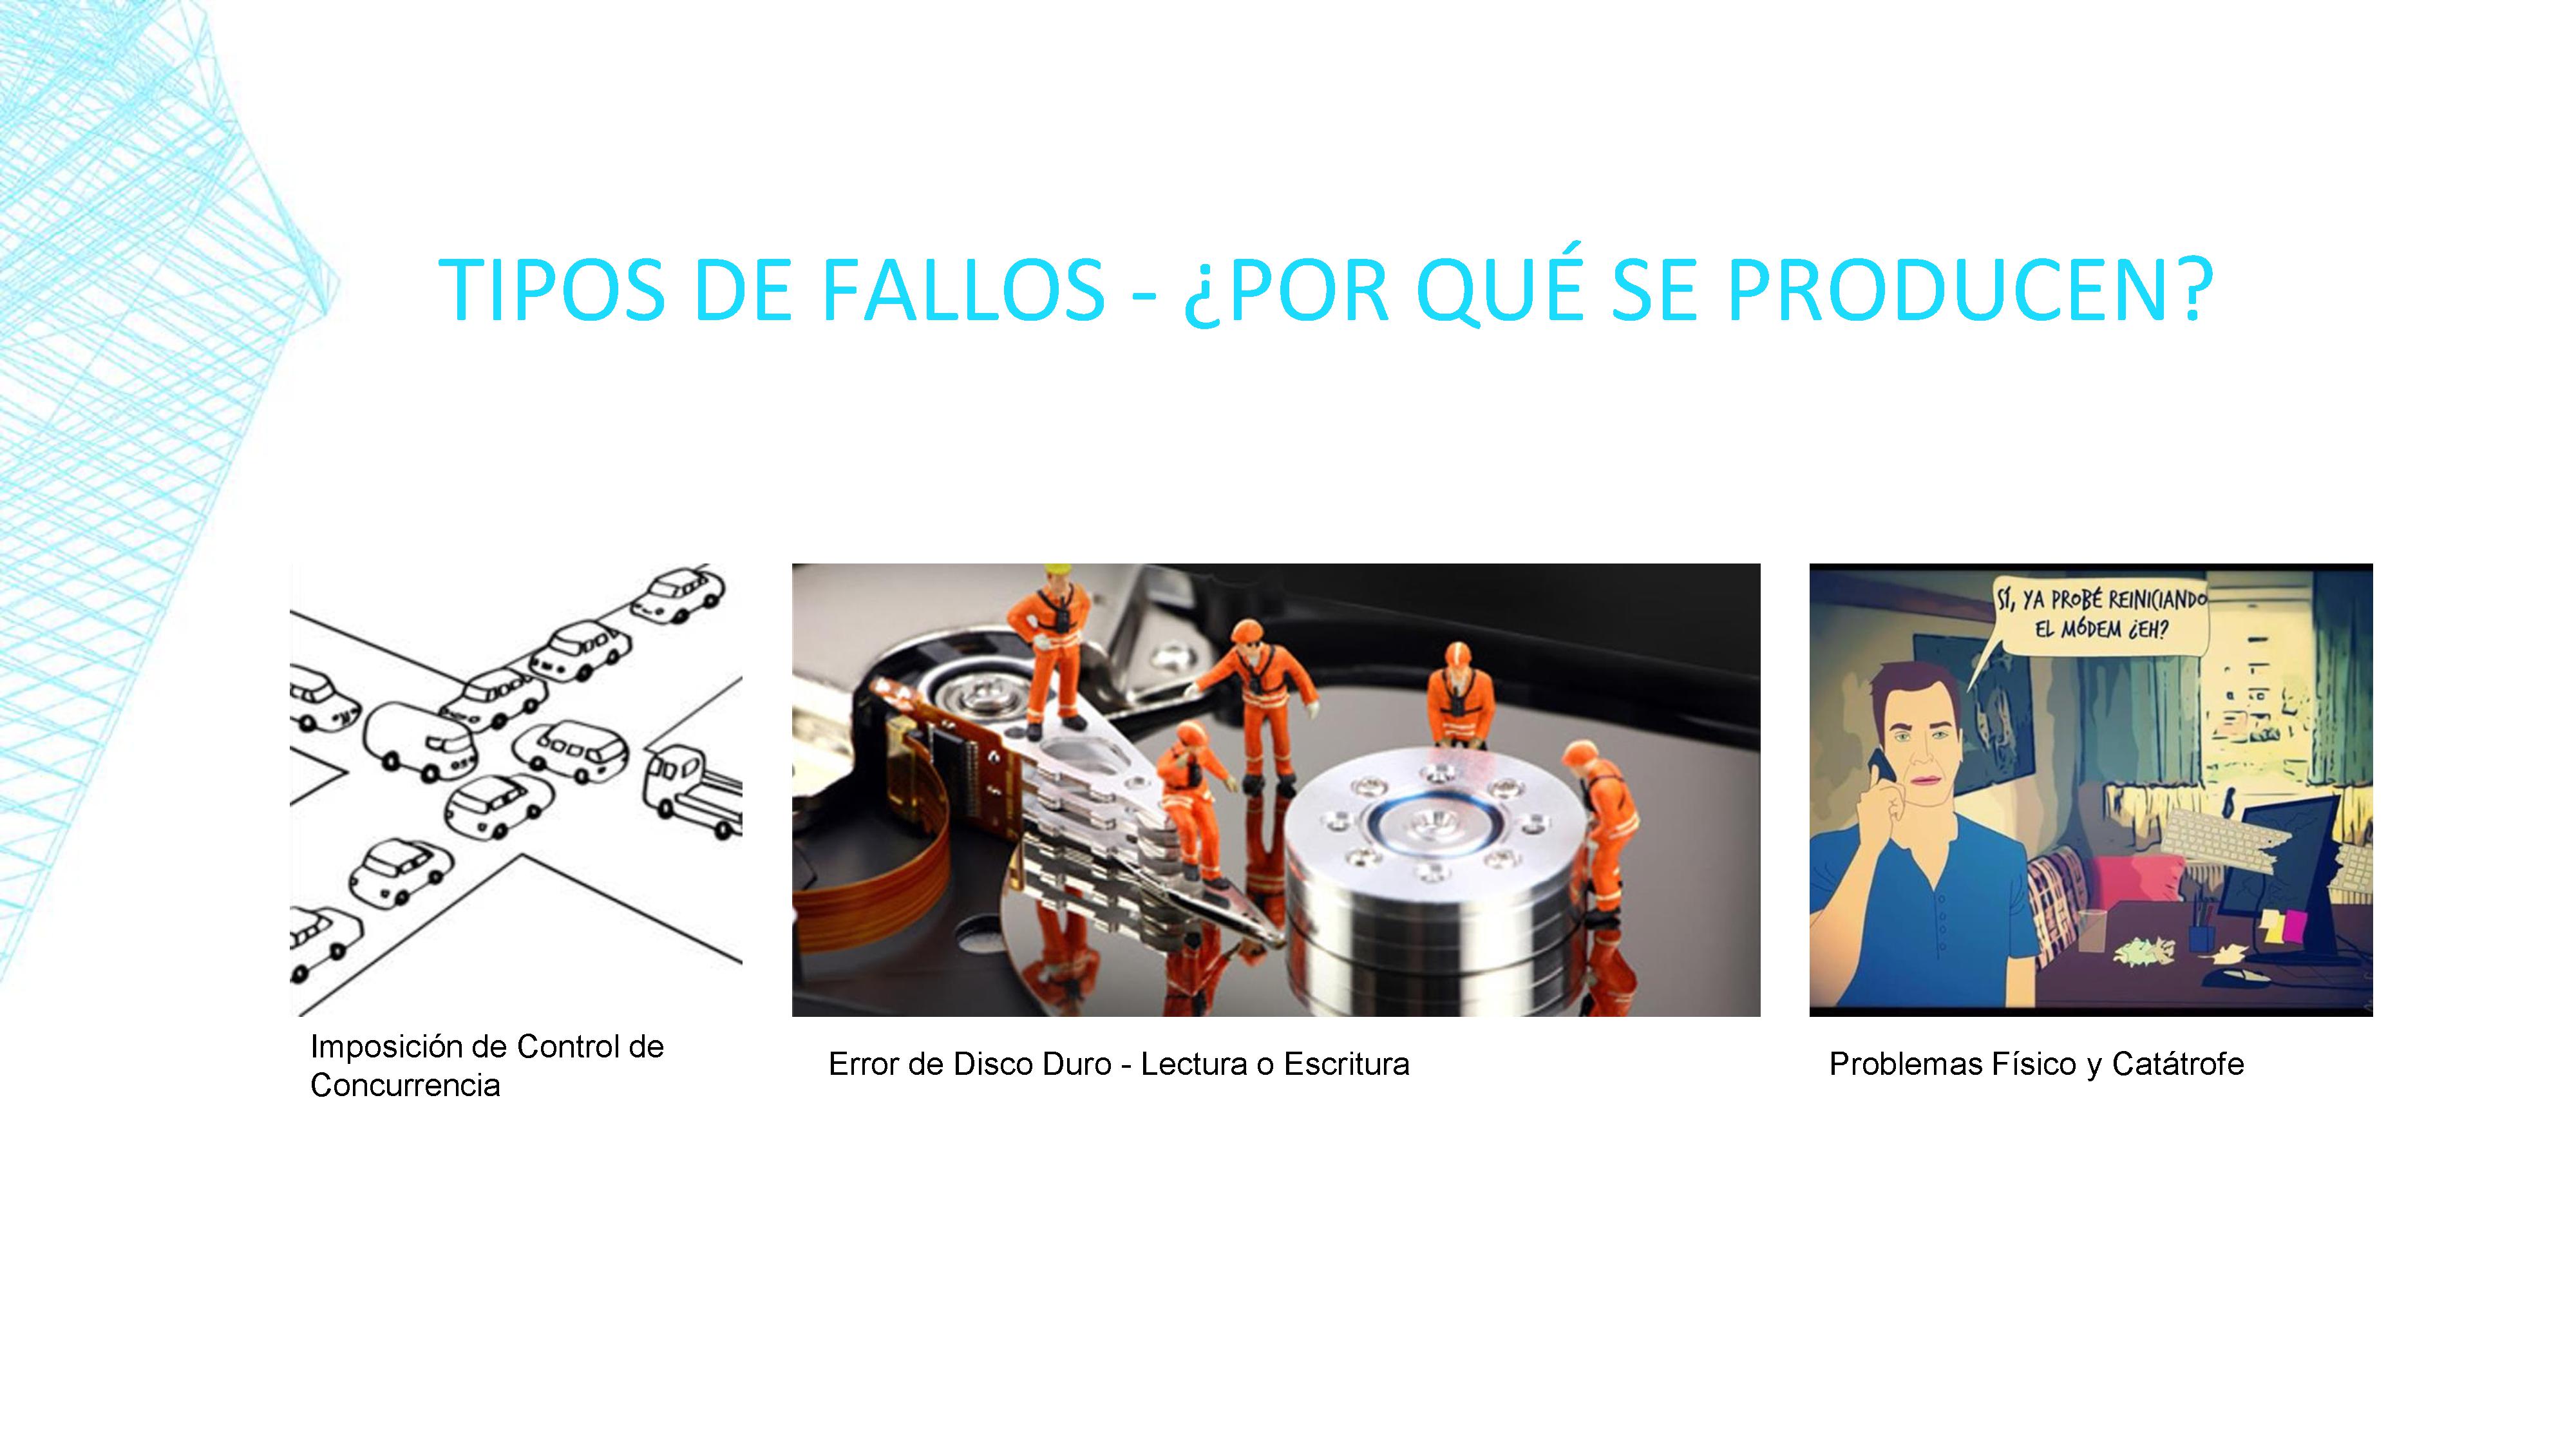 TIPOS DE FALLOS - ¿POR QUÉ SE PRODUCEN?
SÍ, YA PROBÉ REINICIANDO
EL MÓDEM ¿EH?
Imposición de Control de
Concurrencia
Error de Disco Duro - Lectura o Escritura
Problemas Físico y Catátrofe